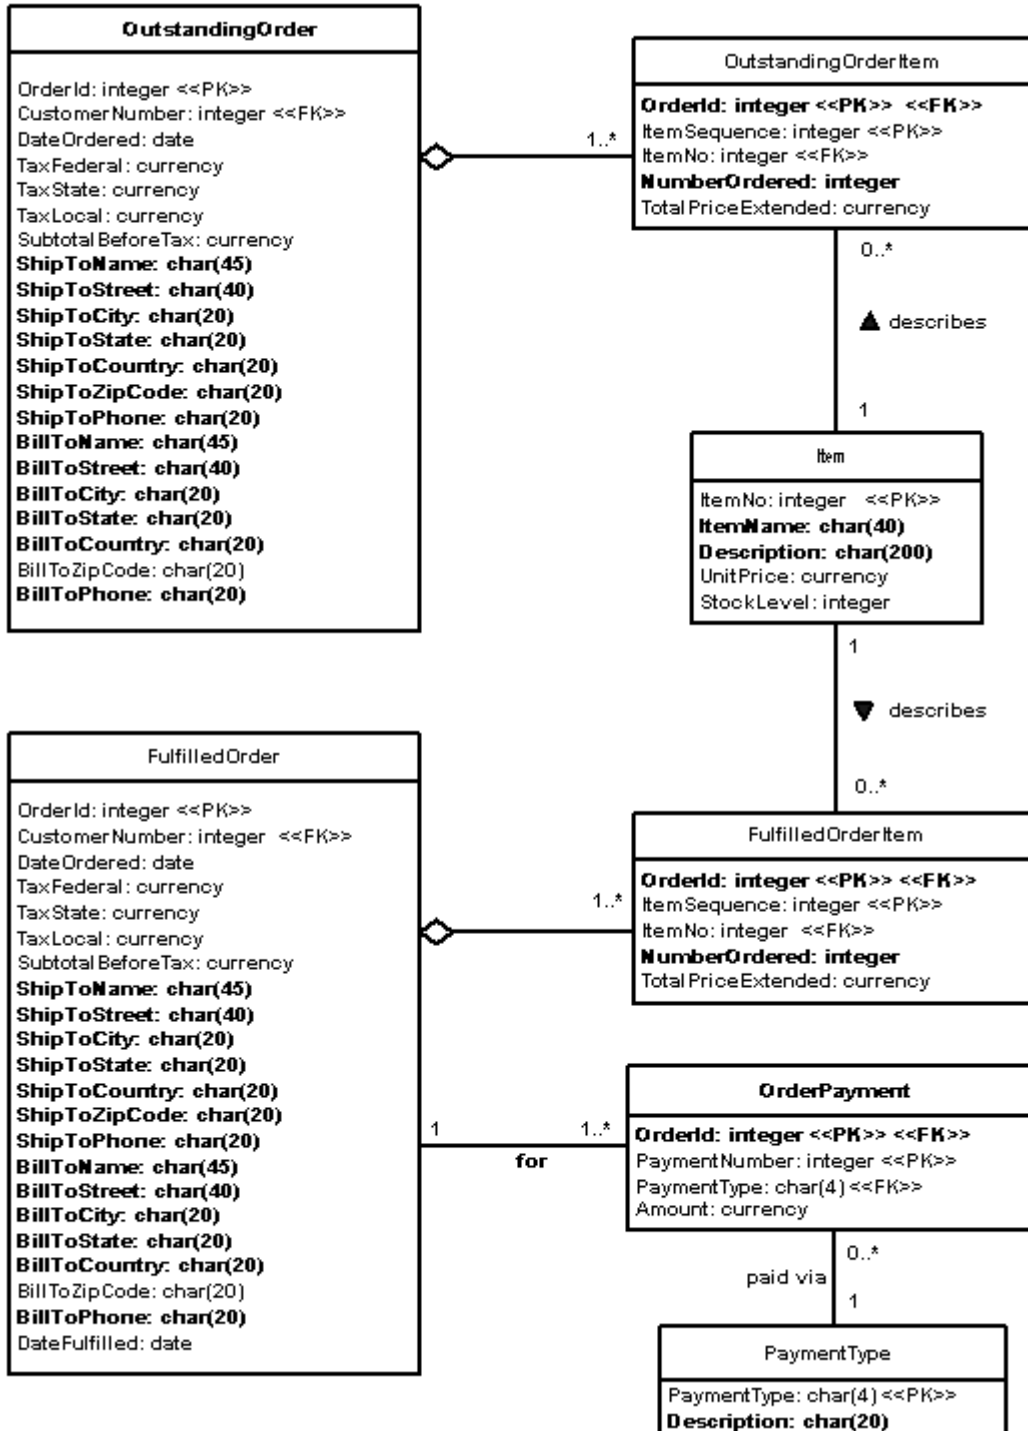 OutstandingOrder
OrderId: integer <<PK>>
CustomerNumber: integer <<FK>>
DateOrdered: date
TaxFederal: currency
TaxState: currency
TaxLocal: currency
SubtotalBeforeTax: currency
ShipToName: char(45)
ShipToStreet: char(40)
ShipToCity: char(20)
ShipToState: char(20)
ShipToCountry: char(20)
ShipToZipCode: char(20)
ShipToPhone: char(20)
BillToName: char(45)
BillToStreet: char(40)
BillToCity: char(20)
BillToState: char(20)
BillToCountry: char(20)
BillToZipCode: char(20)
BillToPhone: char(20)
1..*
OutstandingOrderItem
OrderId: integer <<PK>> <<FK>>
ItemSequence: integer <<PK>>
ItemNo: integer <<FK>>
NumberOrdered: integer
TotalPriceExtended: currency
0..*
▲ describes
1
Item
ItemNo: integer <<PK>>
ItemName: char(40)
Description: char(200)
UnitPrice: currency
StockLevel: integer
1
▼ describes
0..*
FulfilledOrder
OrderId: integer <<PK>>
CustomerNumber: integer <<FK>>
DateOrdered: date
TaxFederal: currency
TaxState: currency
TaxLocal: currency
SubtotalBeforeTax: currency
ShipToName: char(45)
ShipToStreet: char(40)
ShipToCity: char(20)
ShipToState: char(20)
ShipToCountry: char(20)
ShipToZipCode: char(20)
ShipToPhone: char(20)
BillToName: char(45)
BillToStreet: char(40)
BillToCity: char(20)
BillToState: char(20)
BillToCountry: char(20)
BillToZipCode: char(20)
BillToPhone: char(20)
DateFulfilled: date
1..*
FulfilledOrderItem
OrderId: integer <<PK>> <<FK>>
ItemSequence: integer <<PK>>
ItemNo: integer <<FK>>
NumberOrdered: integer
TotalPriceExtended: currency
1 1..*
for
OrderPayment
OrderId: integer <<PK>> <<FK>>
PaymentNumber: integer <<PK>>
PaymentType: char(4) <<FK>>
Amount: currency
0..*
paid via
1
PaymentType
PaymentType: char(4) <<PK>>
Description: char(20)